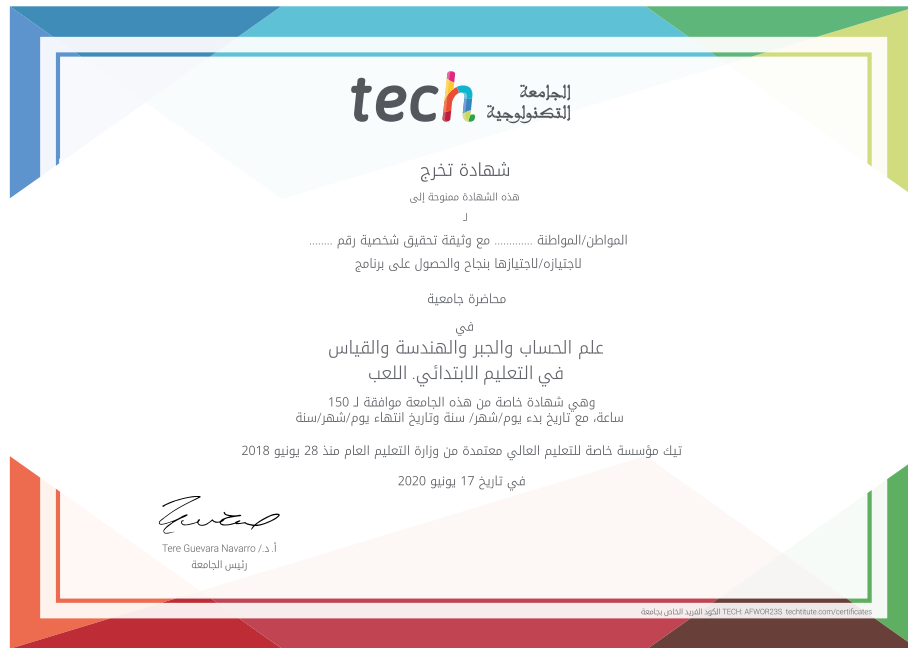 tech الجامعة
التكنولوجية
شهادة تخرج
هذه الشهادة ممنوحة إلى
لـ
المواطن/المواطنة ............ مع وثيقة تحقيق شخصية رقم ........
لاجتيازه/لاجتيازها بنجاح والحصول على برنامج
محاضرة جامعية
في
علم الحساب والجبر والهندسة والقياس
في التعليم الابتدائي. اللعب
وهي شهادة خاصة من هذه الجامعة موافقة لـ 150
ساعة، مع تاريخ بدء يوم/شهر/ سنة وتاريخ انتهاء يوم/شهر/سنة
تيك مؤسسة خاصة للتعليم العالي معتمدة من وزارة التعليم العام منذ 28 يونيو 2018
في تاريخ 17 يونيو 2020
أ.د./ Tere Guevara Navarro
رئيس الجامعة
الكود الفريد الخاص بجامعة TECH: AFWOR23S techtitute.com/certificates